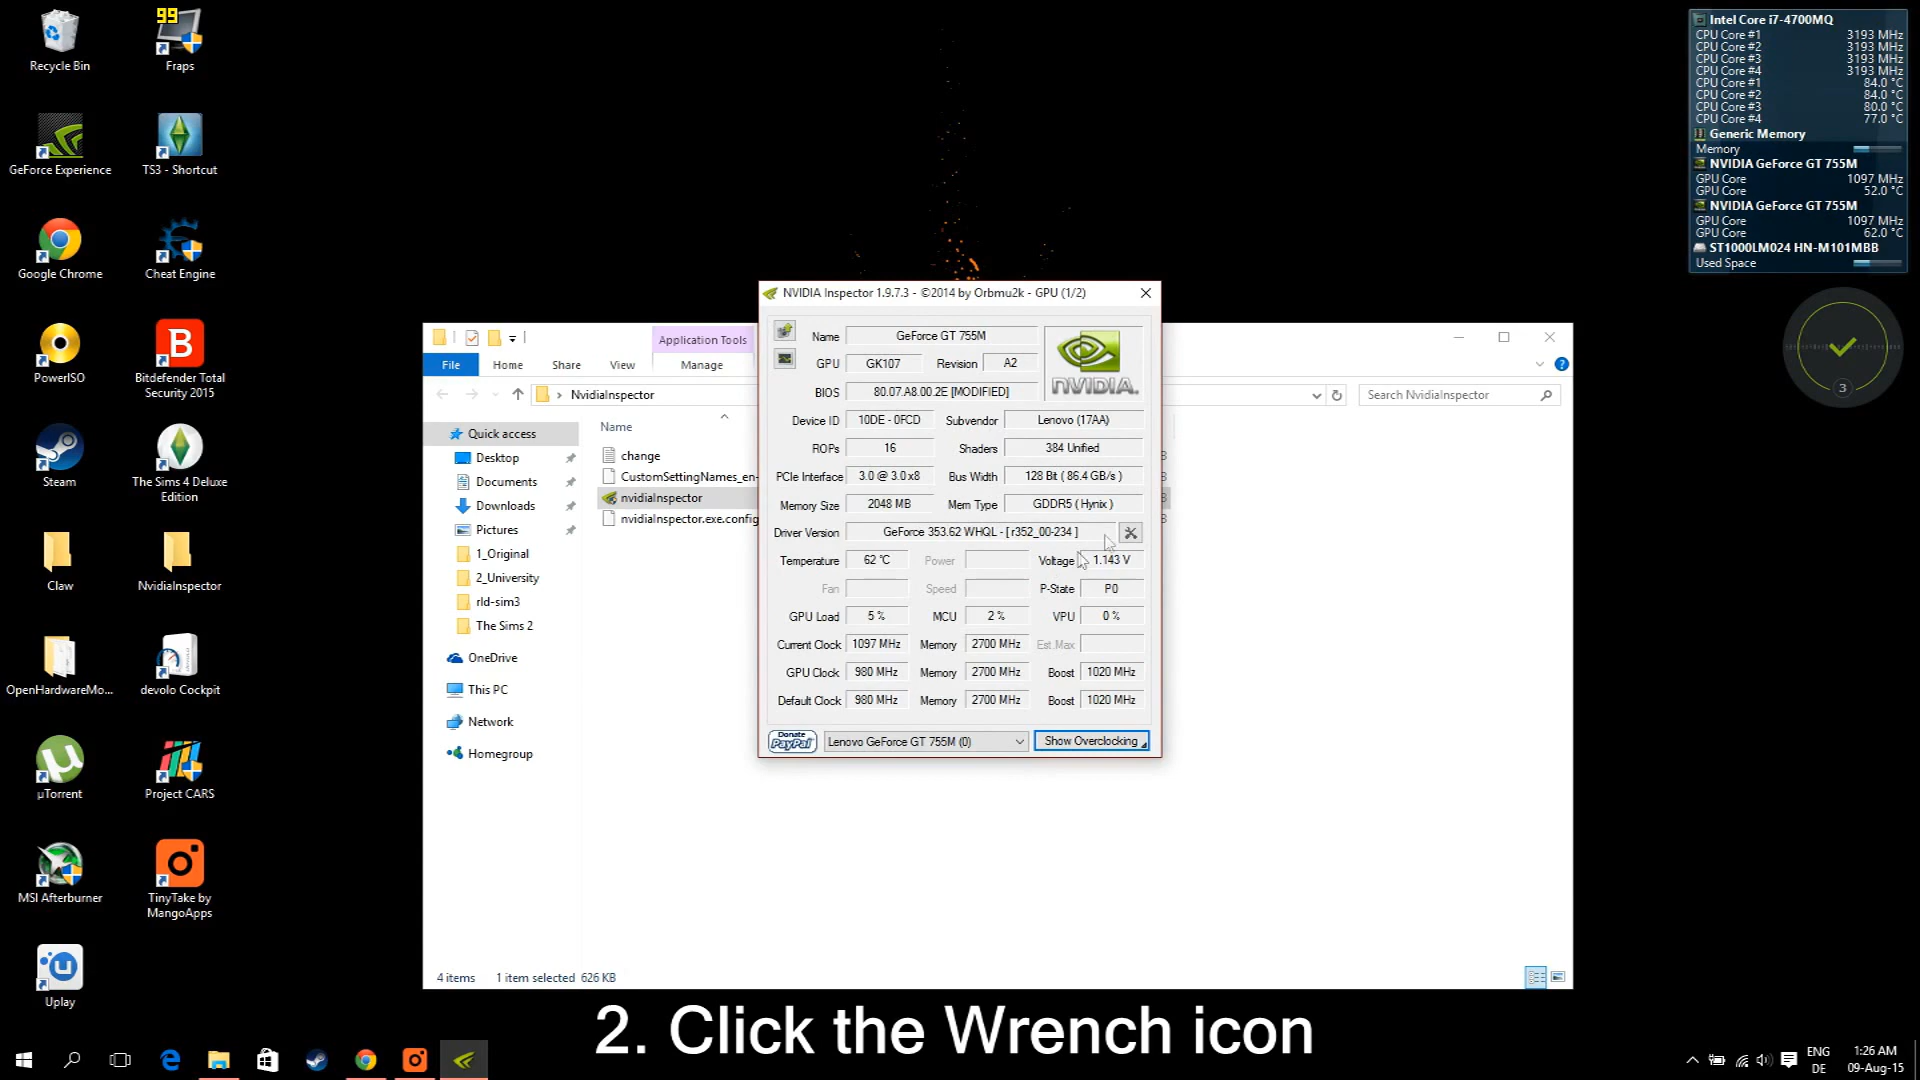 Recycle Bin
99
Fraps
GeForce Experience
TS3 - Shortcut
Google Chrome
Cheat Engine
PowerISO
B
Bitdefender Total
Security 2015
Steam
The Sims 4 Deluxe
Edition
Claw
NvidiaInspector
OpenHardwareMo...
devolo Cockpit
µTorrent
Project CARS
MSI Afterburner
TinyTake by
MangoApps
Uplay
Application Tools
File
Home
Share
View
Manage
NvidiaInspector
Search NvidiaInspector
Quick access
Desktop
Documents
Downloads
Pictures
1_Original
2_University
rld-sim3
The Sims 2
OneDrive
This PC
Network
Homegroup
Name
change
CustomSettingNames_en-
nvidiaInspector
nvidiaInspector.exe.config
4 items
1 item selected 626 KB
NVIDIA Inspector 1.9.7.3 - ©2014 by Orbmu2k - GPU (1/2)
Name GeForce GT 755M
GPU GK107 Revision A2
NVIDIA.
BIOS 80.07.A8.00.2E [MODIFIED]
Device ID 10DE - 0FCD Subvendor Lenovo (17AA)
ROPs 16 Shaders 384 Unified
PCIe Interface 3.0 @ 3.0 x8 Bus Width 128 Bit ( 86.4 GB/s )
Memory Size 2048 MB Mem Type GDDR5 ( Hynix )
Driver Version GeForce 353.62 WHQL - [ r352_00-234 ]
Temperature 62 °C Power Voltage 1.143 V
Fan Speed P-State P0
GPU Load 5 % MCU 2 % VPU 0 %
Current Clock 1097 MHz Memory 2700 MHz Est.Max
GPU Clock 980 MHz Memory 2700 MHz Boost 1020 MHz
Default Clock 980 MHz Memory 2700 MHz Boost 1020 MHz
Donate
PayPal
Lenovo GeForce GT 755M (0)
Show Overclocking
Intel Core i7-4700MQ
CPU Core #1 3193 MHz
CPU Core #2 3193 MHz
CPU Core #3 3193 MHz
CPU Core #4 3193 MHz
CPU Core #1 84.0 °C
CPU Core #2 84.0 °C
CPU Core #3 80.0 °C
CPU Core #4 77.0 °C
Generic Memory
Memory
NVIDIA GeForce GT 755M
GPU Core 1097 MHz
GPU Core 52.0 °C
NVIDIA GeForce GT 755M
GPU Core 1097 MHz
GPU Core 62.0 °C
ST1000LM024 HN-M101MBB
Used Space
3
2. Click the Wrench icon
ENG
DE
1:26 AM
09-Aug-15